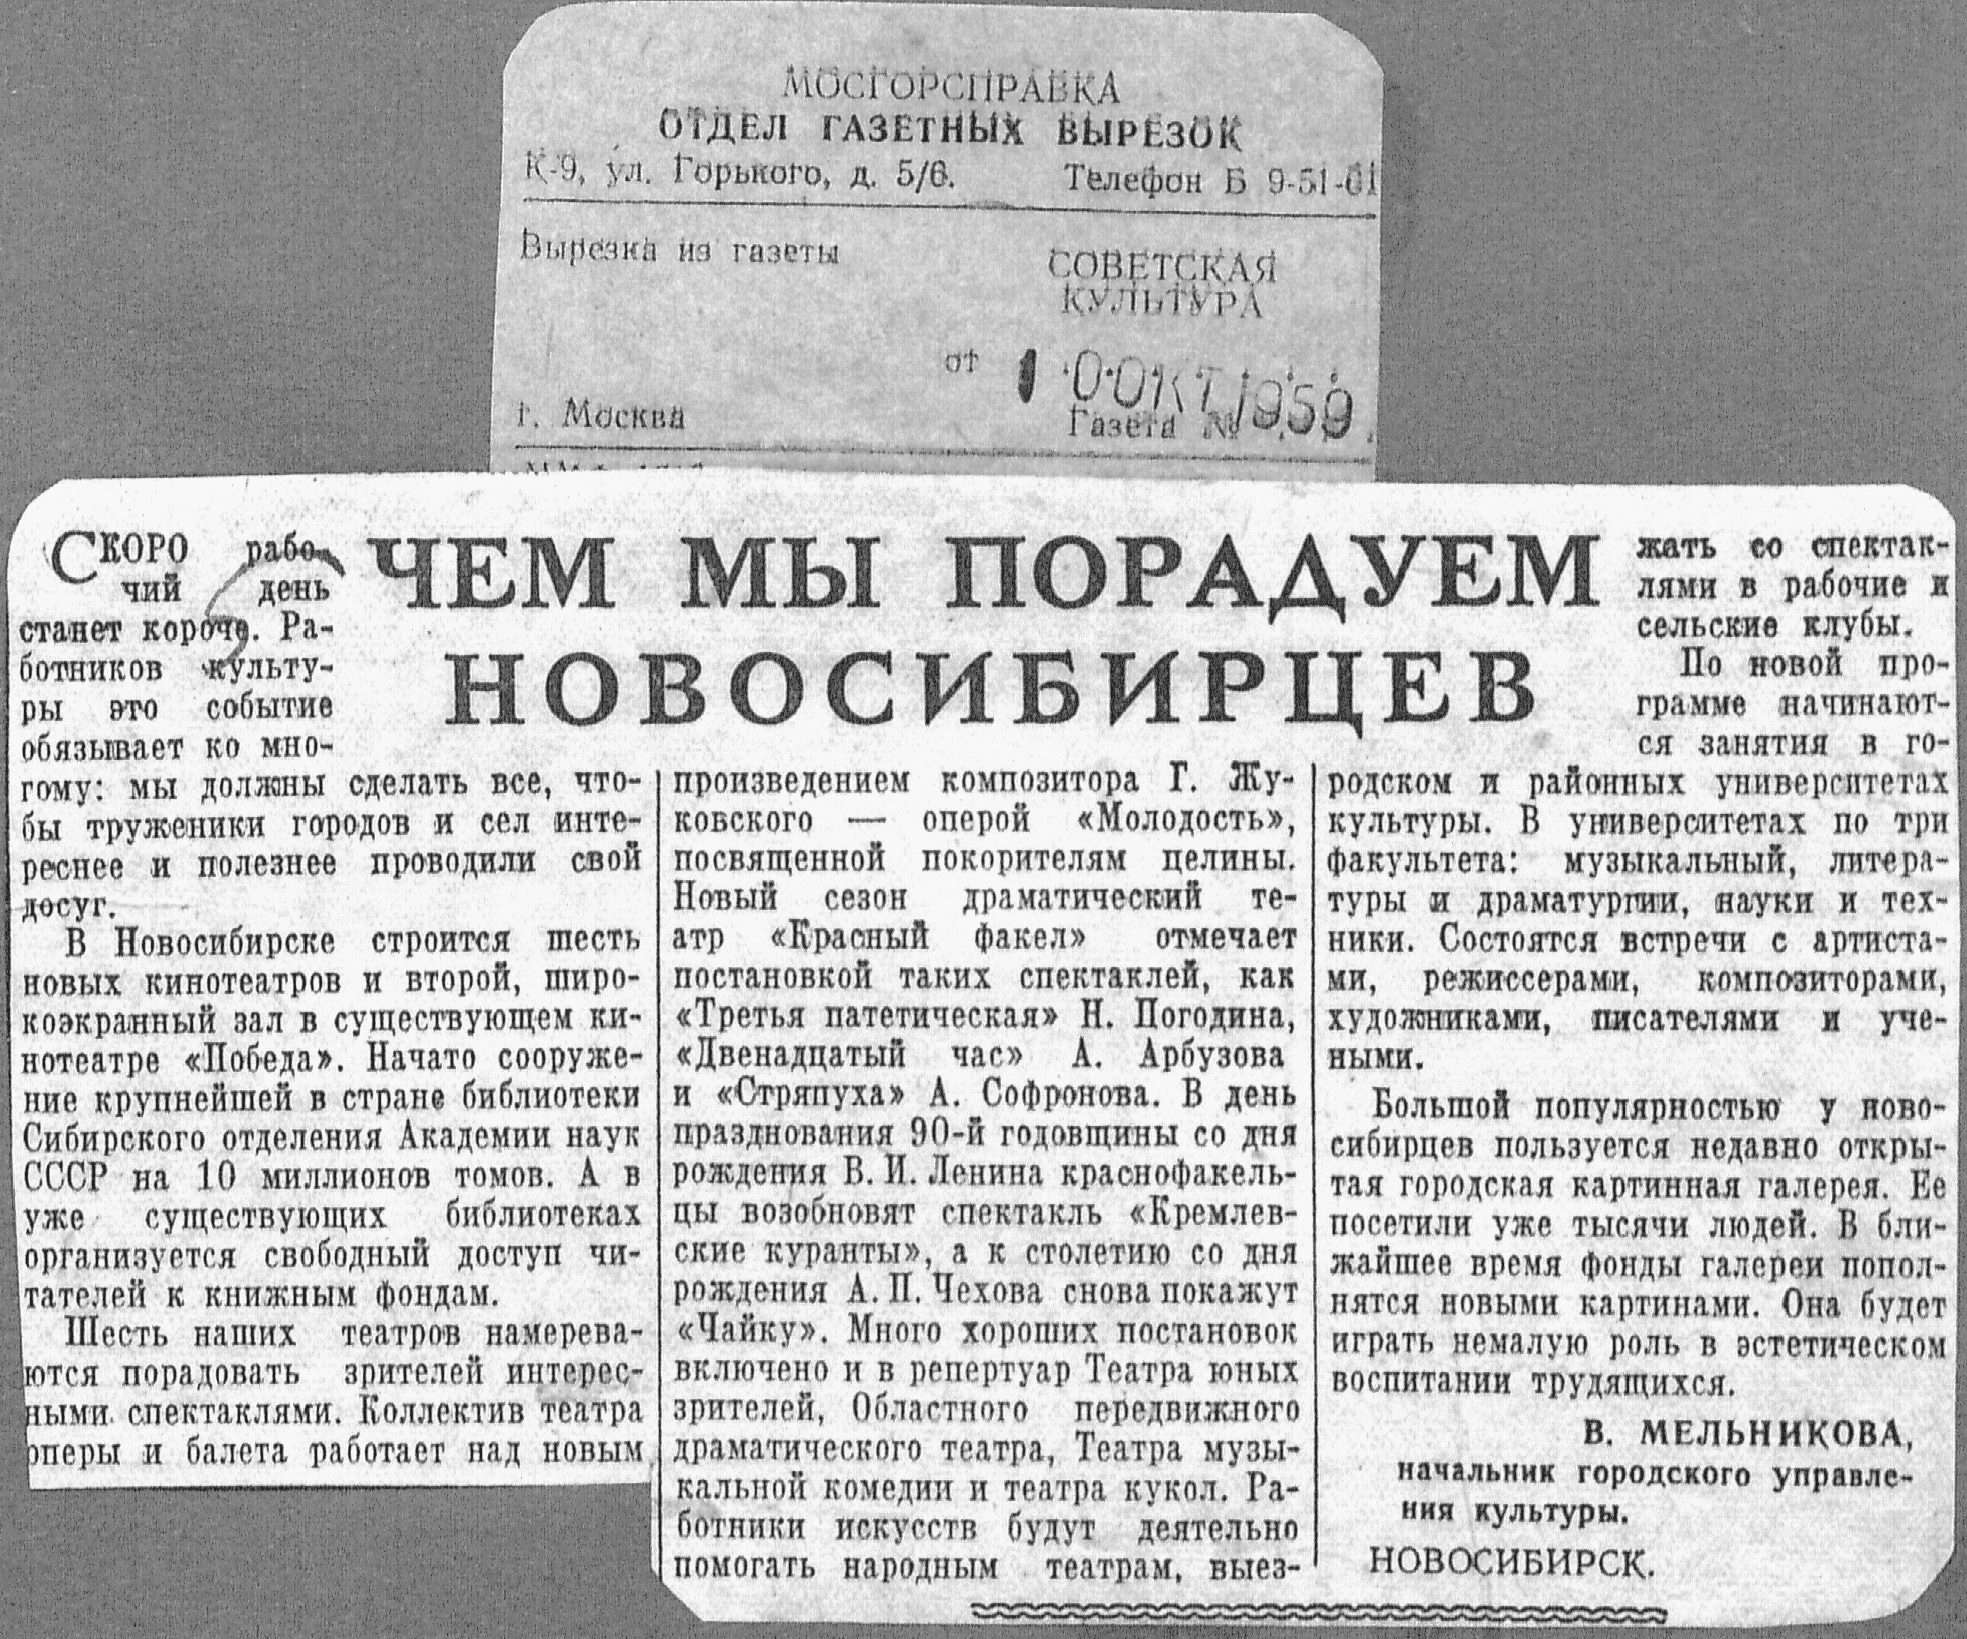 МОСГОРСПРАВКА
ОТДЕЛ ГАЗЕТНЫХ ВЫРЕЗОК
К-9, ул. Горького, д. 5/6. Телефон Б 9-51-61
Вырезка из газеты
СОВЕТСКАЯ
КУЛЬТУРА
от 10 ОКТ 1959
г. Москва
Газета №
ЧЕМ МЫ ПОРАДУЕМ
НОВОСИБИРЦЕВ
СКОРО рабо-
чий день
станет короче. Ра-
ботников культу-
ры это событие
обязывает ко мно-
гому: мы должны сделать все, что-
бы труженики городов и сел инте-
реснее и полезнее проводили свой
досуг.
В Новосибирске строится шесть
новых кинотеатров и второй, широ-
коэкранный зал в существующем ки-
нотеатре «Победа». Начато сооруже-
ние крупнейшей в стране библиотеки
Сибирского отделения Академии наук
СССР на 10 миллионов томов. А в
уже существующих библиотеках
организуется свободный доступ чи-
тателей к книжным фондам.
Шесть наших театров намерева-
ются порадовать зрителей интерес-
ными спектаклями. Коллектив театра
оперы и балета работает над новым
произведением композитора Г. Жу-
ковского — оперой «Молодость»,
посвященной покорителям целины.
Новый сезон драматический те-
атр «Красный факел» отмечает
постановкой таких спектаклей, как
«Третья патетическая» Н. Погодина,
«Двенадцатый час» А. Арбузова
и «Стряпуха» А. Софронова. В день
празднования 90-й годовщины со дня
рождения В. И. Ленина краснофакель-
цы возобновят спектакль «Кремлев-
ские куранты», а к столетию со дня
рождения А. П. Чехова снова покажут
«Чайку». Много хороших постановок
включено и в репертуар Театра юных
зрителей, Областного передвижного
драматического театра, Театра музы-
кальной комедии и театра кукол. Ра-
ботники искусств будут деятельно
помогать народным театрам, выез-
жать со спектак-
лями в рабочие и
сельские клубы.
По новой про-
грамме начинают-
ся занятия в го-
родском и районных университетах
культуры. В университетах по три
факультета: музыкальный, литера-
туры и драматургии, науки и тех-
ники. Состоятся встречи с артиста-
ми, режиссерами, композиторами,
художниками, писателями и уче-
ными.
Большой популярностью у ново-
сибирцев пользуется недавно откры-
тая городская картинная галерея. Ее
посетили уже тысячи людей. В бли-
жайшее время фонды галереи попол-
нятся новыми картинами. Она будет
играть немалую роль в эстетическом
воспитании трудящихся.
В. МЕЛЬНИКОВА,
начальник городского управле-
ния культуры.
НОВОСИБИРСК.